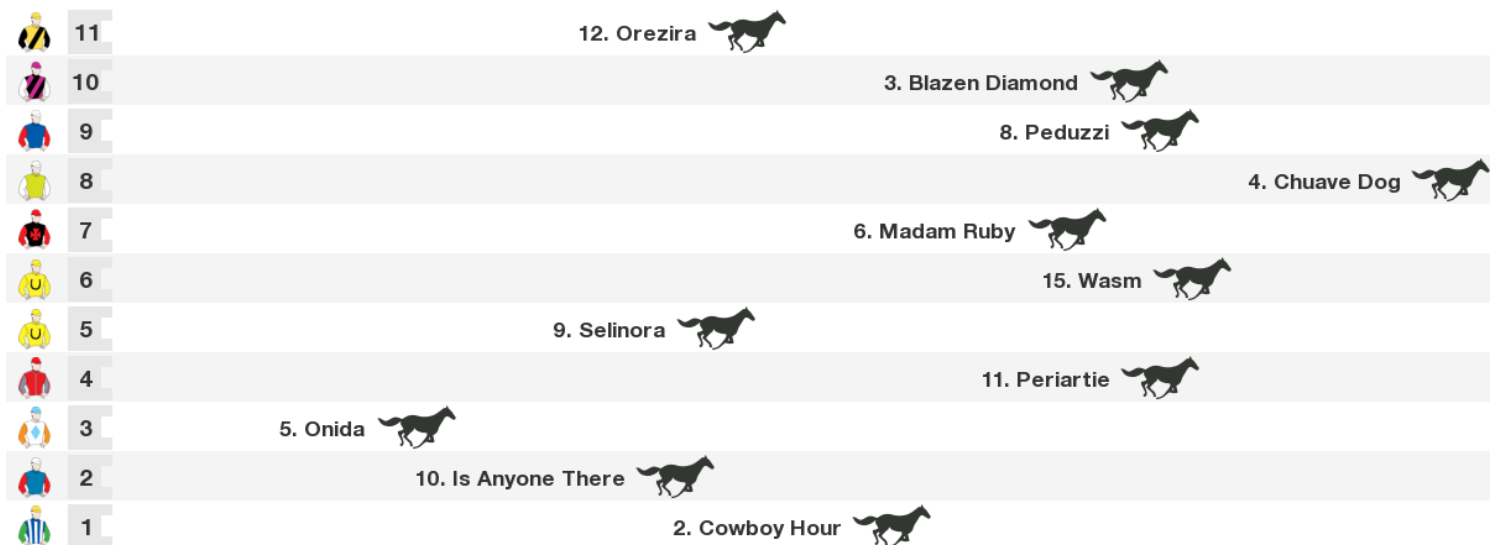 11 12. Orezira
10 3. Blazen Diamond
9 8. Peduzzi
8 4. Chuave Dog
7 6. Madam Ruby
6 15. Wasm
5 9. Selinora
4 11. Periartie
3 5. Onida
2 10. Is Anyone There
1 2. Cowboy Hour